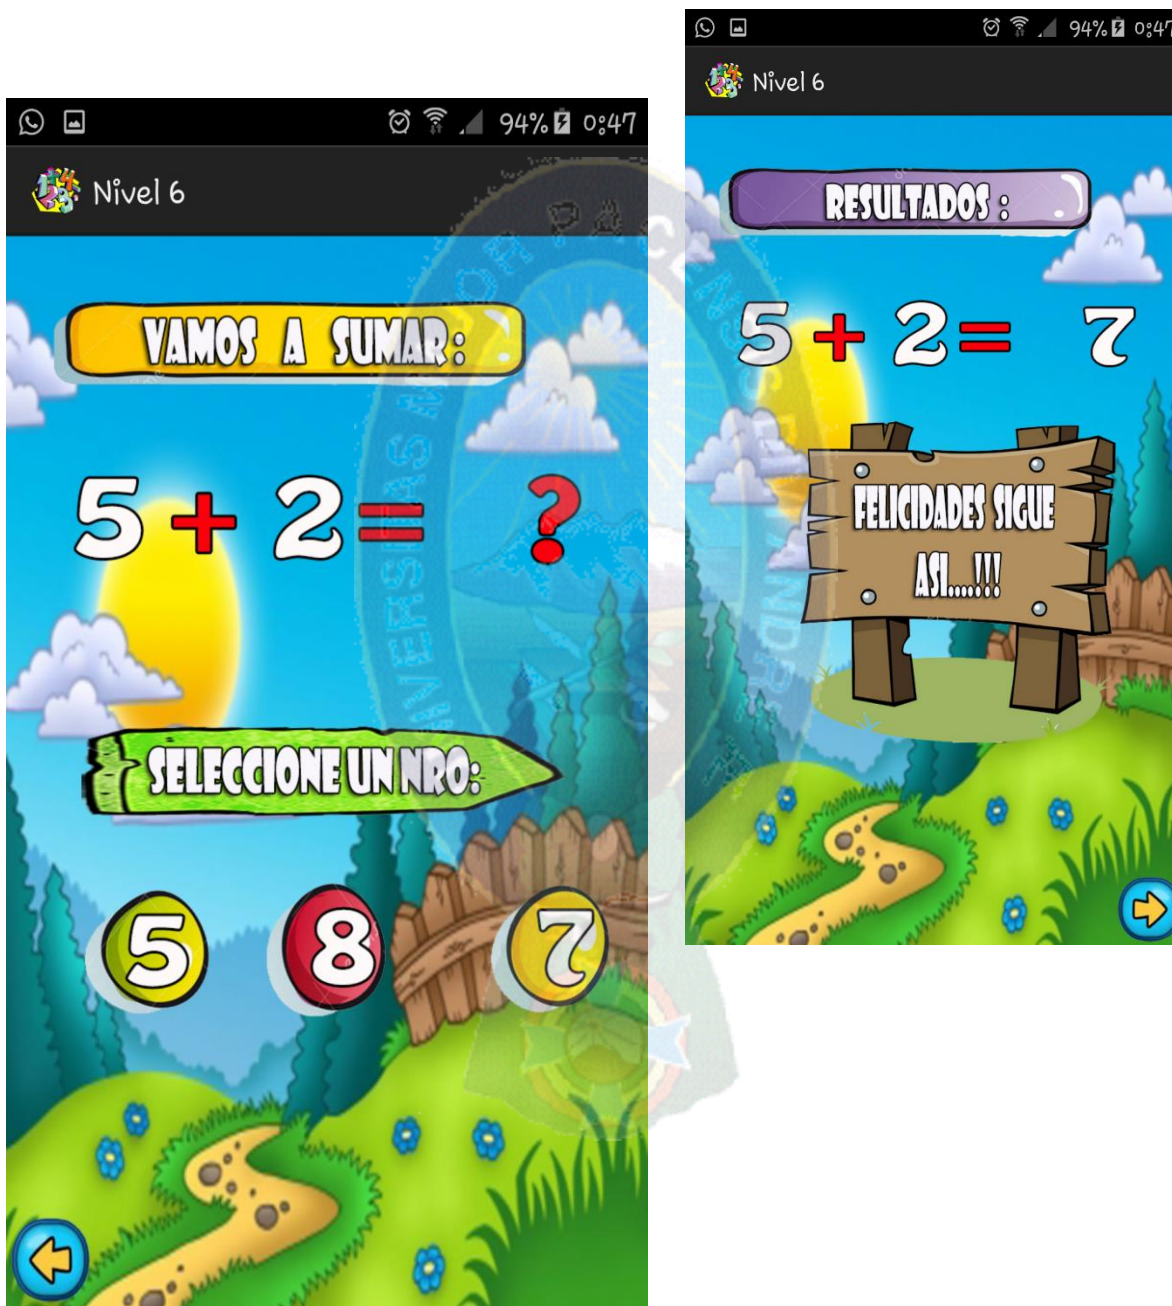 94% 0:47
Nivel 6
VAMOS A SUMAR:
5 + 2 = ?
SELECCIONE UN NRO:
5 8 7
94% 0:47
Nivel 6
RESULTADOS :
5 + 2 = 7
FELICIDADES SIGUE
ASI....!!!